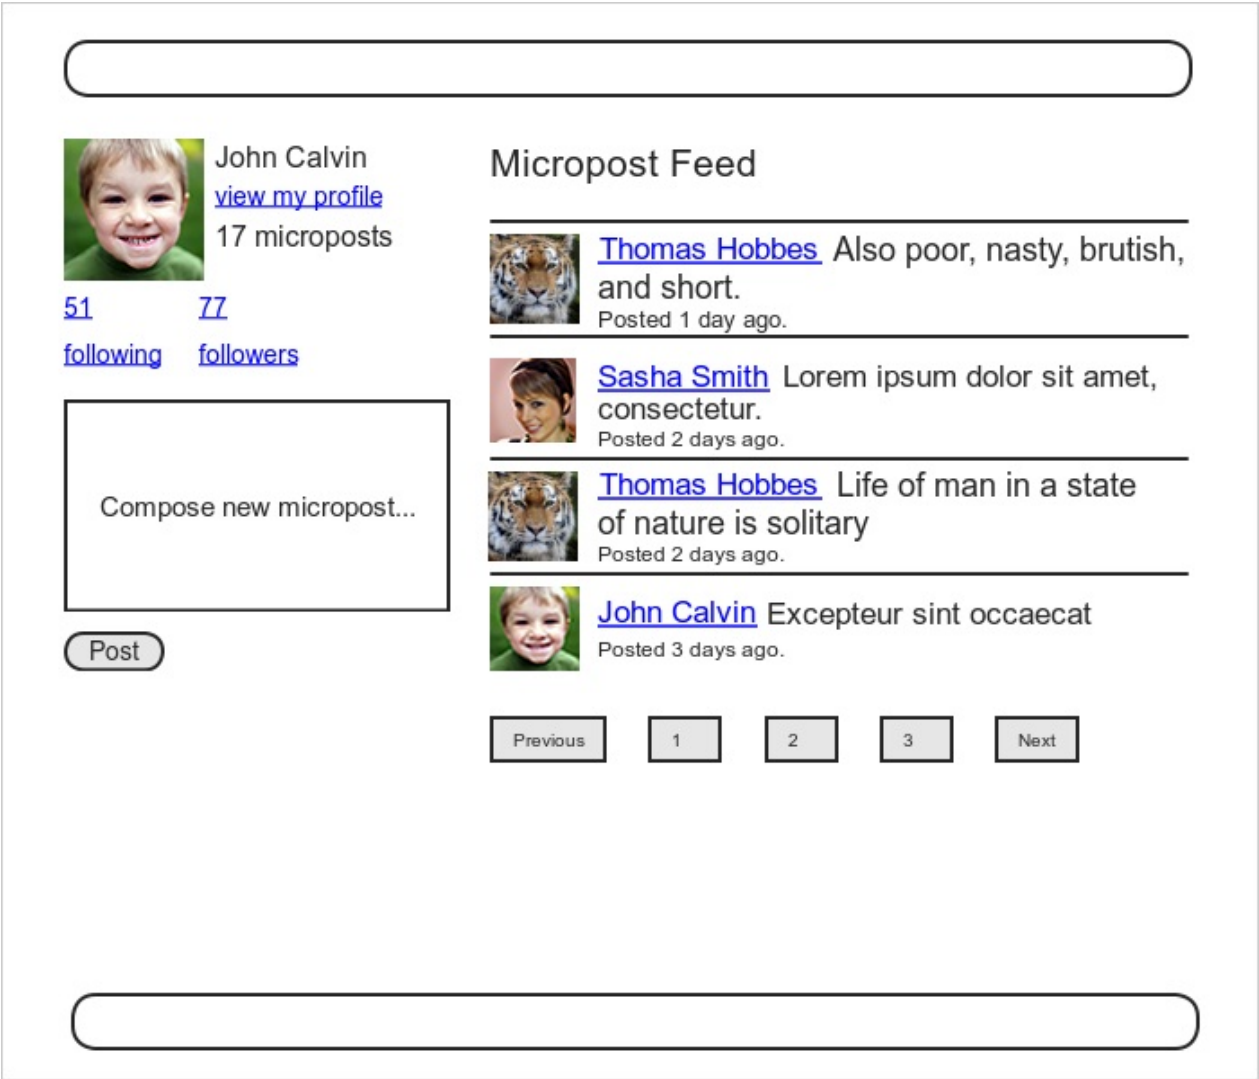 John Calvin
view my profile
17 microposts
51 77
following followers
Compose new micropost...
Post
Micropost Feed
Thomas Hobbes Also poor, nasty, brutish,
and short.
Posted 1 day ago.
Sasha Smith Lorem ipsum dolor sit amet,
consectetur.
Posted 2 days ago.
Thomas Hobbes Life of man in a state
of nature is solitary
Posted 2 days ago.
John Calvin Excepteur sint occaecat
Posted 3 days ago.
Previous 1 2 3 Next